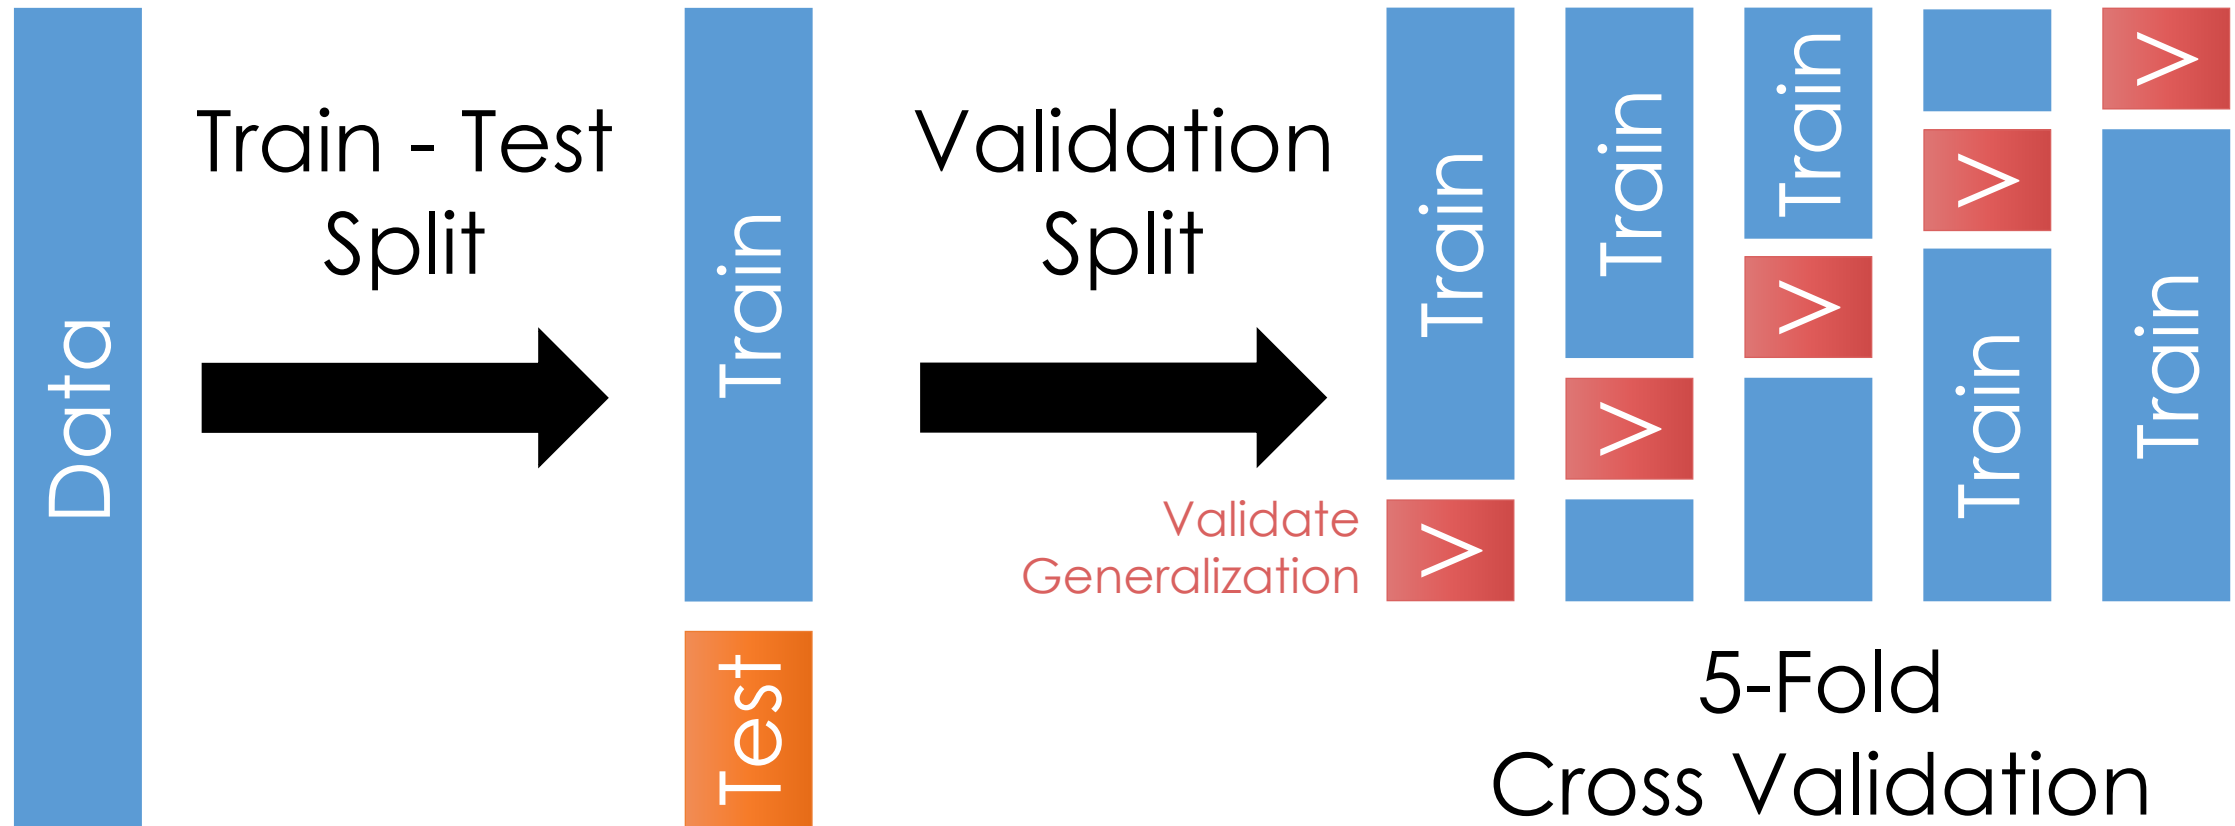 Data
Train - Test
Split
Train
Test
Validation
Split
Validate
Generalization
Train
V
Train
V
Train
V
V
Train
V
Train
5-Fold
Cross Validation